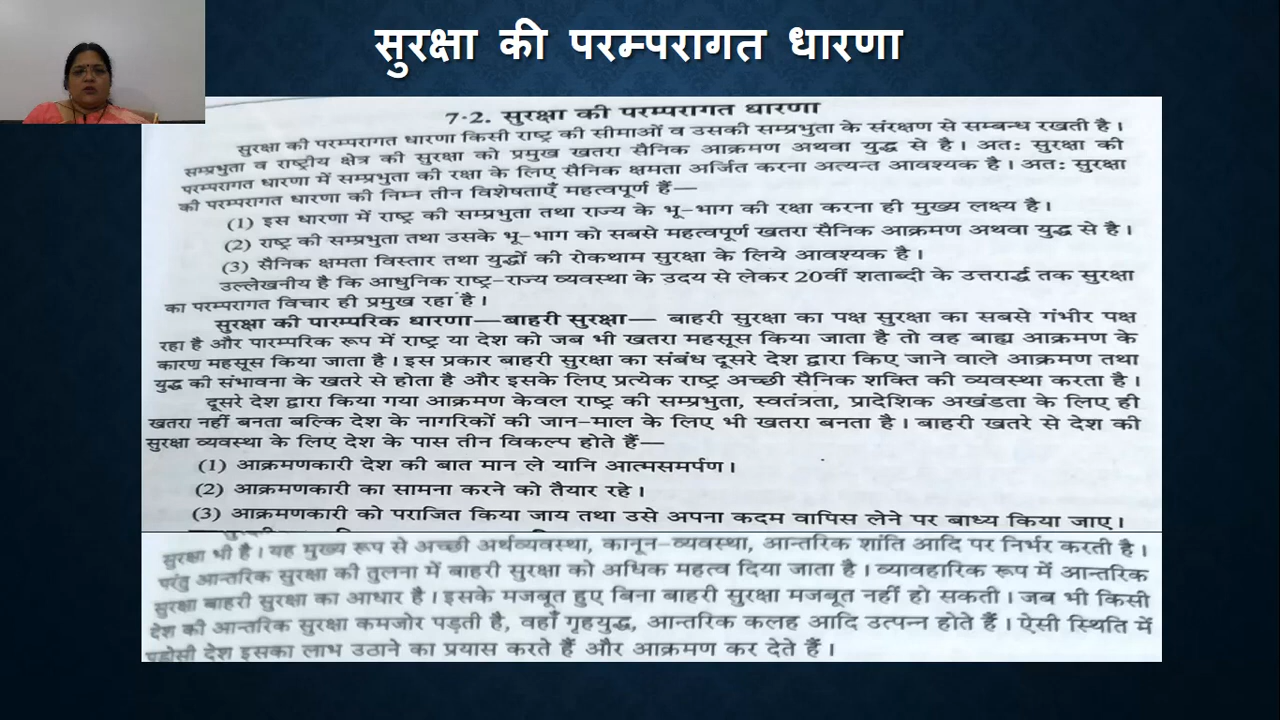 सुरक्षा की परम्परागत धारणा
7·2. सुरक्षा की परम्परागत धारणा
सुरक्षा की परम्परागत धारणा किसी राष्ट्र की सीमाओं व उसकी सम्प्रभुता के संरक्षण से सम्बन्ध रखती है।
सम्प्रभुता व राष्ट्रीय क्षेत्र की सुरक्षा को प्रमुख खतरा सैनिक आक्रमण अथवा युद्ध से है। अतः सुरक्षा की
परम्परागत धारणा में सम्प्रभुता की रक्षा के लिए सैनिक क्षमता अर्जित करना अत्यन्त आवश्यक है। अतः सुरक्षा
की परम्परागत धारणा की निम्न तीन विशेषताएँ महत्वपूर्ण हैं—
(1) इस धारणा में राष्ट्र की सम्प्रभुता तथा राज्य के भू-भाग की रक्षा करना ही मुख्य लक्ष्य है।
(2) राष्ट्र की सम्प्रभुता तथा उसके भू-भाग को सबसे महत्वपूर्ण खतरा सैनिक आक्रमण अथवा युद्ध से है।
(3) सैनिक क्षमता विस्तार तथा युद्धों की रोकथाम सुरक्षा के लिये आवश्यक है।
उल्लेखनीय है कि आधुनिक राष्ट्र-राज्य व्यवस्था के उदय से लेकर 20वीं शताब्दी के उत्तरार्द्ध तक सुरक्षा
का परम्परागत विचार ही प्रमुख रहा है।
सुरक्षा की पारम्परिक धारणा—बाहरी सुरक्षा— बाहरी सुरक्षा का पक्ष सुरक्षा का सबसे गंभीर पक्ष
रहा है और पारम्परिक रूप में राष्ट्र या देश को जब भी खतरा महसूस किया जाता है तो वह बाह्य आक्रमण के
कारण महसूस किया जाता है। इस प्रकार बाहरी सुरक्षा का संबंध दूसरे देश द्वारा किए जाने वाले आक्रमण तथा
युद्ध की संभावना के खतरे से होता है और इसके लिए प्रत्येक राष्ट्र अच्छी सैनिक शक्ति की व्यवस्था करता है।
दूसरे देश द्वारा किया गया आक्रमण केवल राष्ट्र की सम्प्रभुता, स्वतंत्रता, प्रादेशिक अखंडता के लिए ही
खतरा नहीं बनता बल्कि देश के नागरिकों की जान-माल के लिए भी खतरा बनता है। बाहरी खतरे से देश की
सुरक्षा व्यवस्था के लिए देश के पास तीन विकल्प होते हैं—
(1) आक्रमणकारी देश की बात मान ले यानि आत्मसमर्पण।
(2) आक्रमणकारी का सामना करने को तैयार रहे।
(3) आक्रमणकारी को पराजित किया जाय तथा उसे अपना कदम वापिस लेने पर बाध्य किया जाए।
सुरक्षा भी है। यह मुख्य रूप से अच्छी अर्थव्यवस्था, कानून-व्यवस्था, आन्तरिक शांति आदि पर निर्भर करती है।
परंतु आन्तरिक सुरक्षा की तुलना में बाहरी सुरक्षा को अधिक महत्व दिया जाता है। व्यावहारिक रूप में आन्तरिक
सुरक्षा बाहरी सुरक्षा का आधार है। इसके मजबूत हुए बिना बाहरी सुरक्षा मजबूत नहीं हो सकती। जब भी किसी
देश की आन्तरिक सुरक्षा कमजोर पड़ती है, वहाँ गृहयुद्ध, आन्तरिक कलह आदि उत्पन्न होते हैं। ऐसी स्थिति में
पड़ोसी देश इसका लाभ उठाने का प्रयास करते हैं और आक्रमण कर देते हैं।